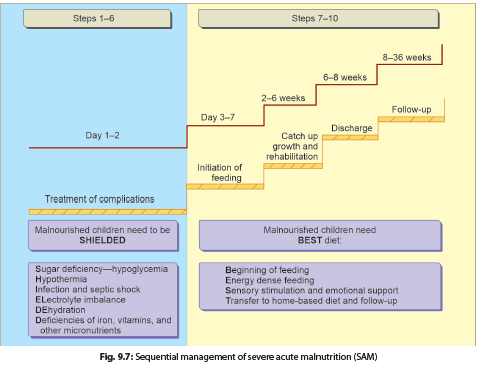 Steps 1–6
Steps 7–10
8–36 weeks
6–8 weeks
2–6 weeks
Day 3–7
Day 1–2
Follow-up
Discharge
Catch up
growth and
rehabilitation
Initiation of
feeding
Treatment of complications
Malnourished children need to be
SHIELDED
Sugar deficiency—hypoglycemia
Hypothermia
Infection and septic shock
ELectrolyte imbalance
DEhydration
Deficiencies of iron, vitamins, and
other micronutrients
Malnourished children need
BEST diet:
Beginning of feeding
Energy dense feeding
Sensory stimulation and emotional support
Transfer to home-based diet and follow-up
Fig. 9.7: Sequential management of severe acute malnutrition (SAM)